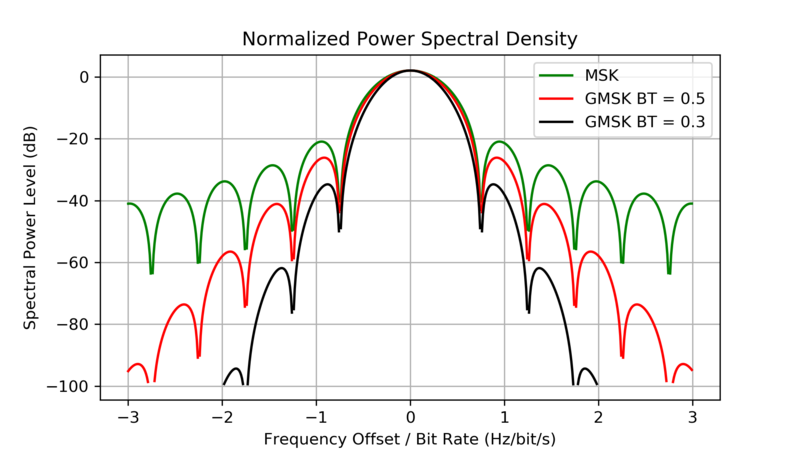 Normalized Power Spectral Density
MSK
GMSK BT = 0.5
GMSK BT = 0.3
Spectral Power Level (dB)
0
−20
−40
−60
−80
−100
−3 −2 −1 0 1 2 3
Frequency Offset / Bit Rate (Hz/bit/s)